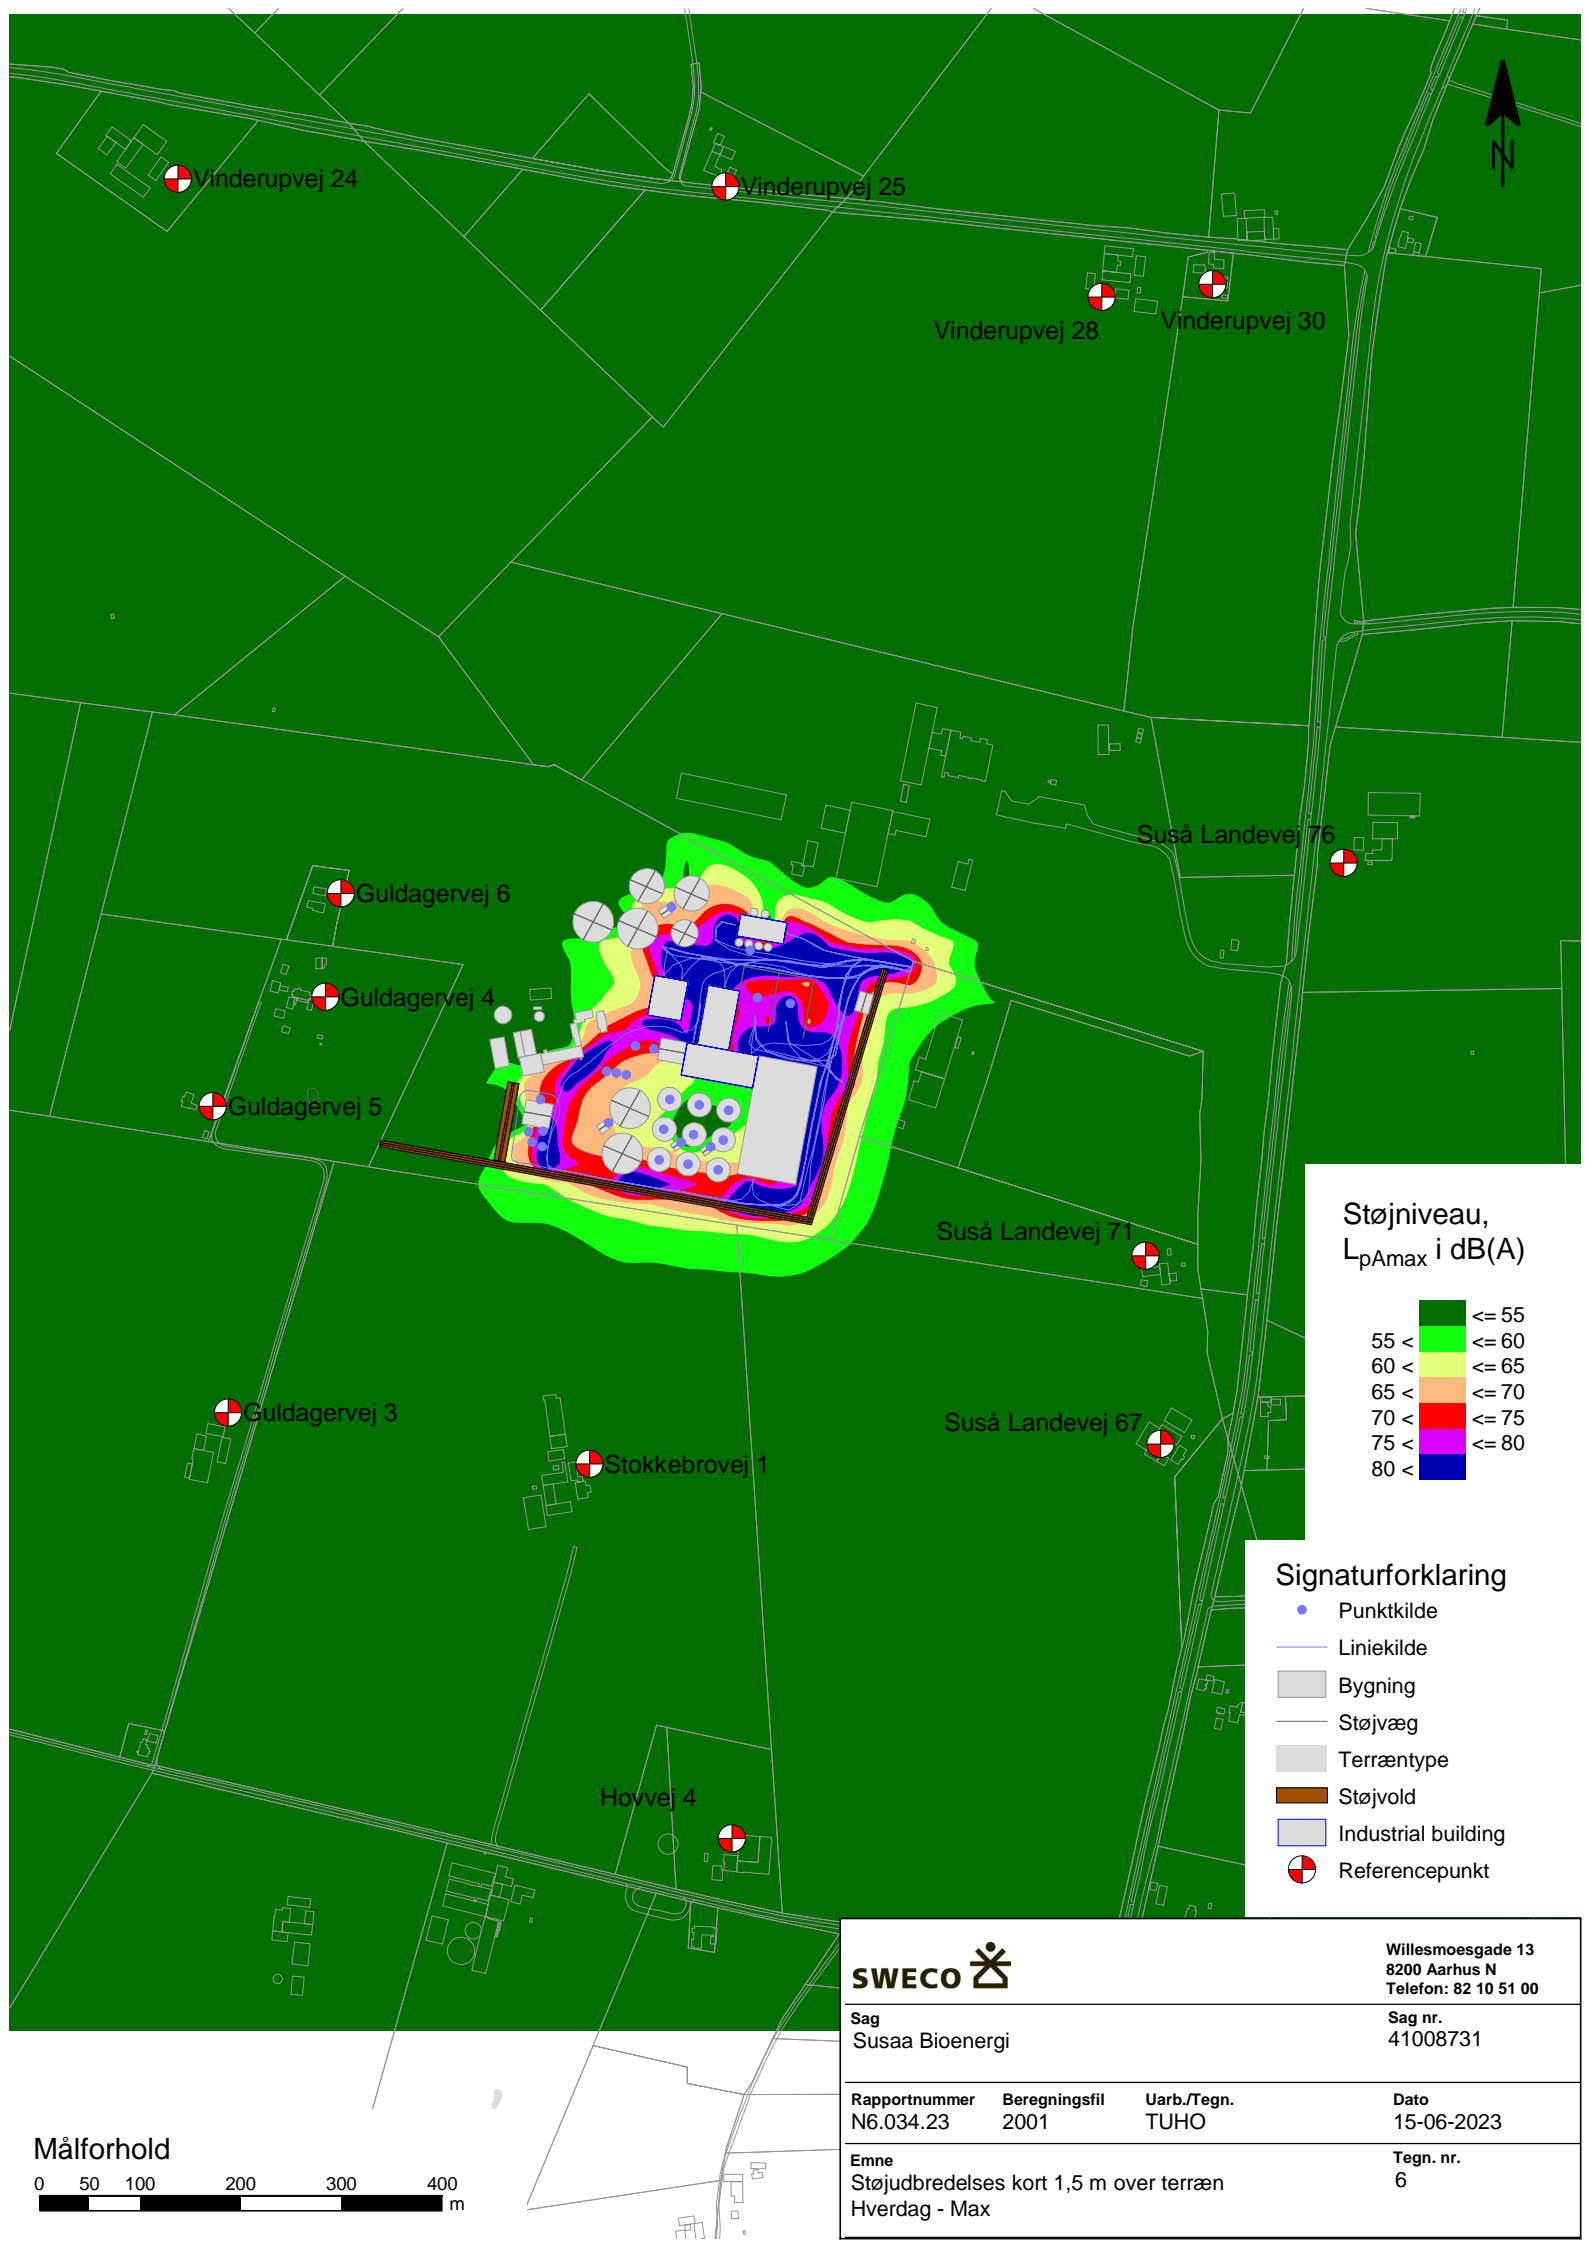 Vinderupvej 24
Vinderupvej 25
N
Vinderupvej 28
Vinderupvej 30
Suså Landevej 76
Guldagervej 6
Guldagervej 4
Guldagervej 5
Suså Landevej 71
Guldagervej 3
Suså Landevej 67
Stokkebrovej 1
Hovvej 4
Støjniveau,
LpAmax i dB(A)
<= 55
55 < <= 60
60 < <= 65
65 < <= 70
70 < <= 75
75 < <= 80
80 <
Signaturforklaring
Punktkilde
Liniekilde
Bygning
Støjvæg
Terræntype
Støjvold
Industrial building
Referencepunkt
SWECO
Willesmoesgade 13
8200 Aarhus N
Telefon: 82 10 51 00
Sag
Susaa Bioenergi
Sag nr.
41008731
Rapportnummer Beregningsfil Uarb./Tegn. Dato
N6.034.23 2001 TUHO 15-06-2023
Emne
Støjudbredelses kort 1,5 m over terræn
Hverdag - Max
Tegn. nr.
6
Målforhold
0 50 100 200 300 400
m